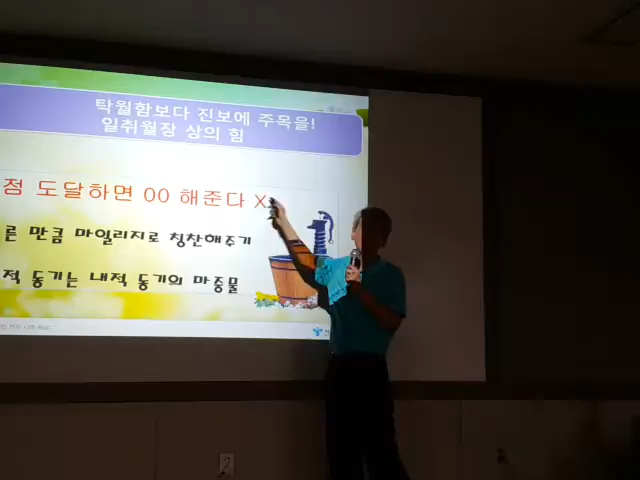 탁월함보다 진보에 주목을!
일취월장 상의 힘
점 도달하면 00 해준다 X
른 만큼 마일리지로 칭찬해주기
적 동기는 내적 동기의 마중물